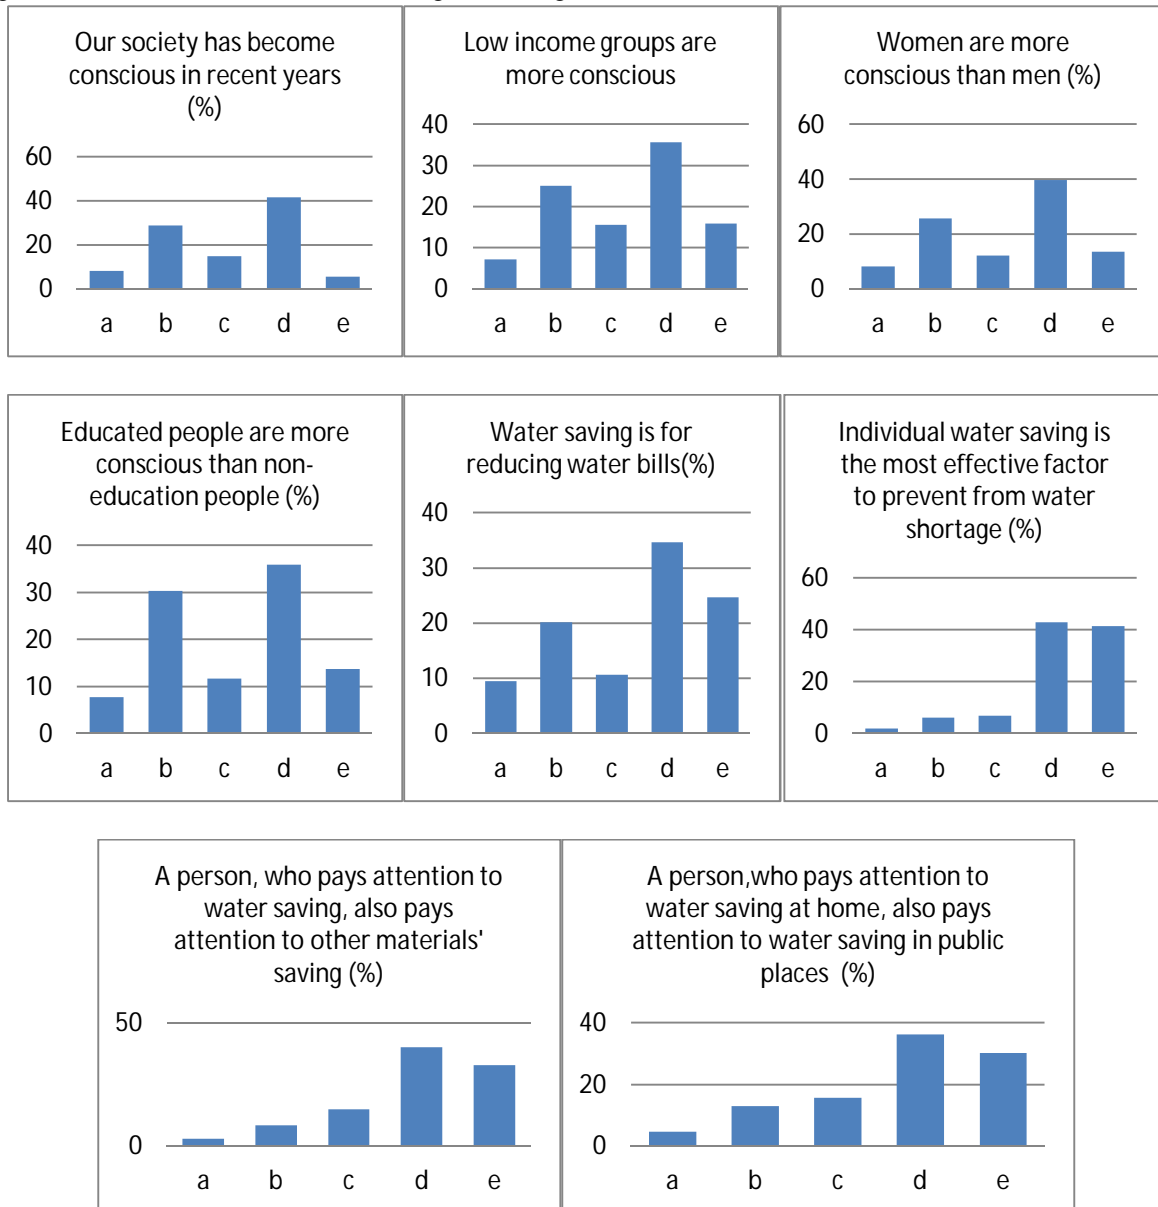 Our society has become
conscious in recent years
(%)
60
40
20
0
a b c d e
Low income groups are
more conscious
40
30
20
10
0
a b c d e
Women are more
conscious than men (%)
60
40
20
0
a b c d e
Educated people are more
conscious than non-
education people (%)
40
30
20
10
0
a b c d e
Water saving is for
reducing water bills(%)
40
30
20
10
0
a b c d e
Individual water saving is
the most effective factor
to prevent from water
shortage (%)
60
40
20
0
a b c d e
A person, who pays attention to
water saving, also pays
attention to other materials'
saving (%)
50
0
a b c d e
A person,who pays attention to
water saving at home, also pays
attention to water saving in public
places (%)
40
20
0
a b c d e